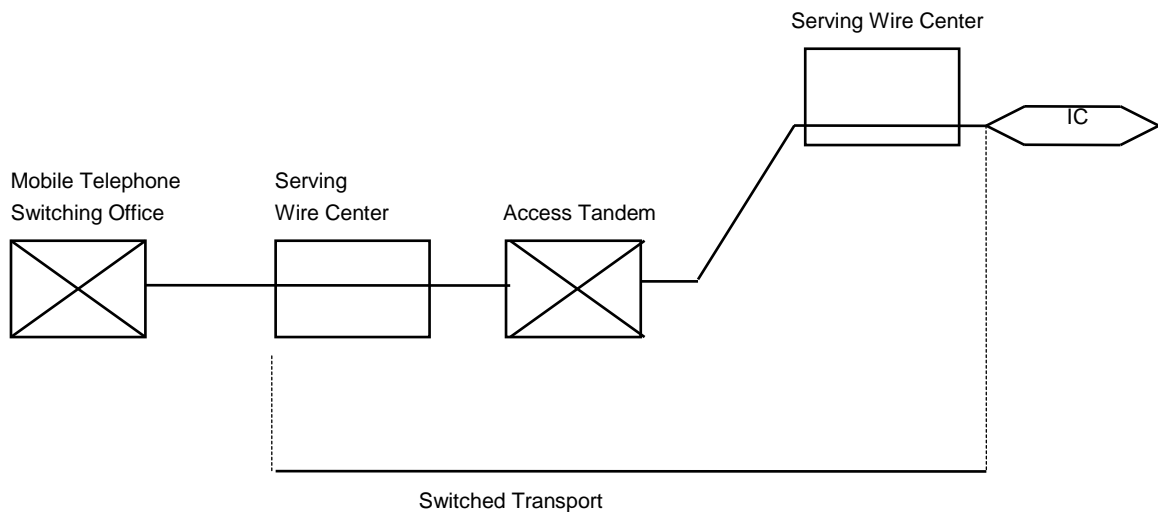 Serving Wire Center
IC
Mobile Telephone
Switching Office
Serving
Wire Center
Access Tandem
Switched Transport